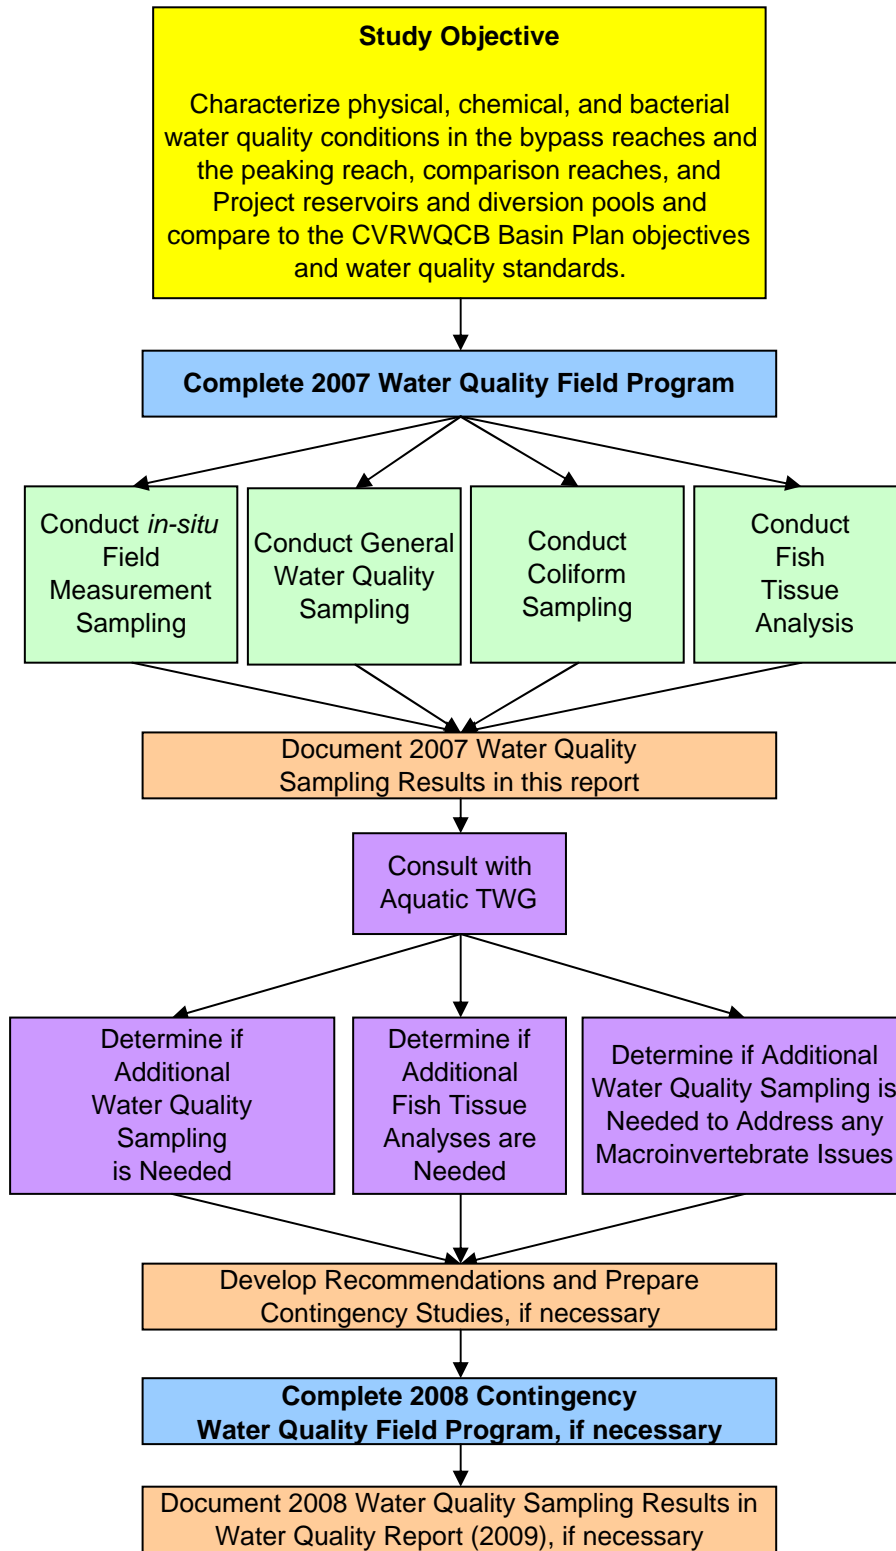 Study Objective
Characterize physical, chemical, and bacterial
water quality conditions in the bypass reaches and
the peaking reach, comparison reaches, and
Project reservoirs and diversion pools and
compare to the CVRWQCB Basin Plan objectives
and water quality standards.
Complete 2007 Water Quality Field Program
Conduct in-situ
Field
Measurement
Sampling
Conduct General
Water Quality
Sampling
Conduct
Coliform
Sampling
Conduct
Fish
Tissue
Analysis
Document 2007 Water Quality
Sampling Results in this report
Consult with
Aquatic TWG
Determine if
Additional
Water Quality
Sampling
is Needed
Determine if
Additional
Fish Tissue
Analyses are
Needed
Determine if Additional
Water Quality Sampling is
Needed to Address any
Macroinvertebrate Issues
Develop Recommendations and Prepare
Contingency Studies, if necessary
Complete 2008 Contingency
Water Quality Field Program, if necessary
Document 2008 Water Quality Sampling Results in
Water Quality Report (2009), if necessary